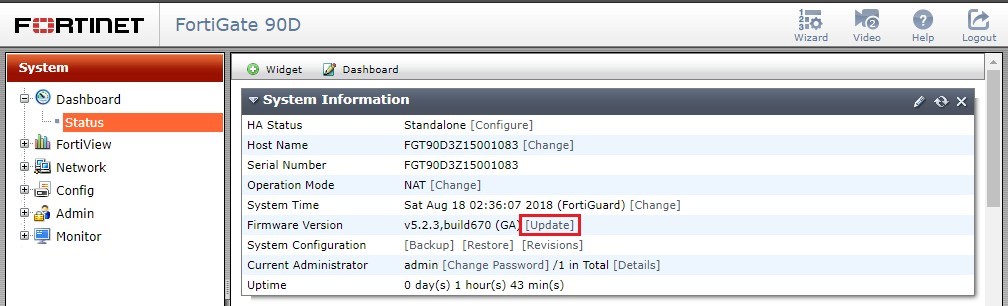 FORTINET FortiGate 90D
Wizard Video Help Logout
System
Dashboard
Status
FortiView
Network
Config
Admin
Monitor
Widget Dashboard
System Information
HA Status Standalone [Configure]
Host Name FGT90D3Z15001083 [Change]
Serial Number FGT90D3Z15001083
Operation Mode NAT [Change]
System Time Sat Aug 18 02:36:07 2018 (FortiGuard) [Change]
Firmware Version v5.2.3,build670 (GA) [Update]
System Configuration [Backup] [Restore] [Revisions]
Current Administrator admin [Change Password] /1 in Total [Details]
Uptime 0 day(s) 1 hour(s) 43 min(s)